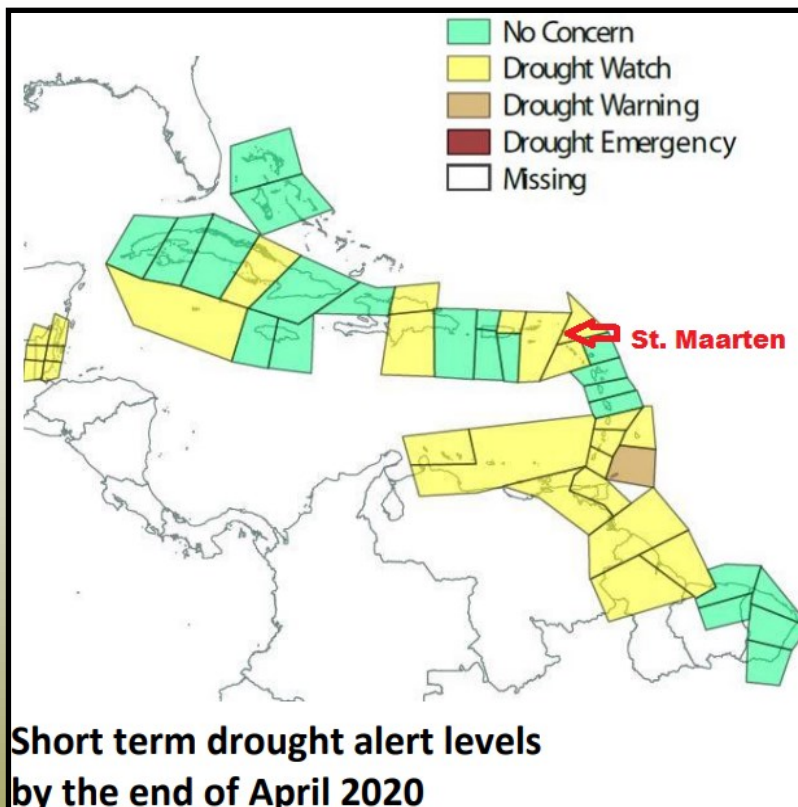 No Concern
Drought Watch
Drought Warning
Drought Emergency
Missing
St. Maarten
Short term drought alert levels
by the end of April 2020